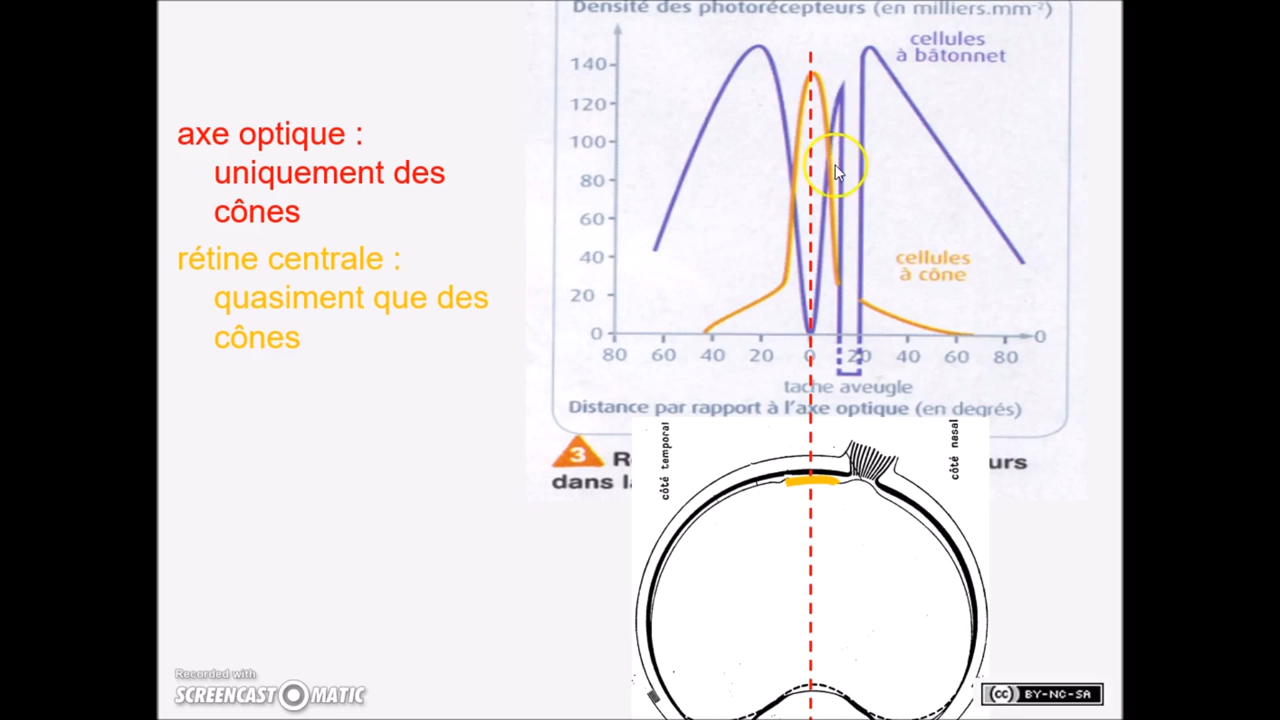 Densité des photorécepteurs (en milliers.mm⁻²)
cellules
à bâtonnet
axe optique :
uniquement des
cônes
rétine centrale :
quasiment que des
cônes
140
120
100
80
60
40
20
0
cellules
à cône
0
80 60 40 20 0 20 40 60 80
tache aveugle
Distance par rapport à l'axe optique (en degrés)
côté temporal
côté nasal
3 R
urs
dans l
Recorded with
SCREENCAST MATIC
cc BY-NC-SA